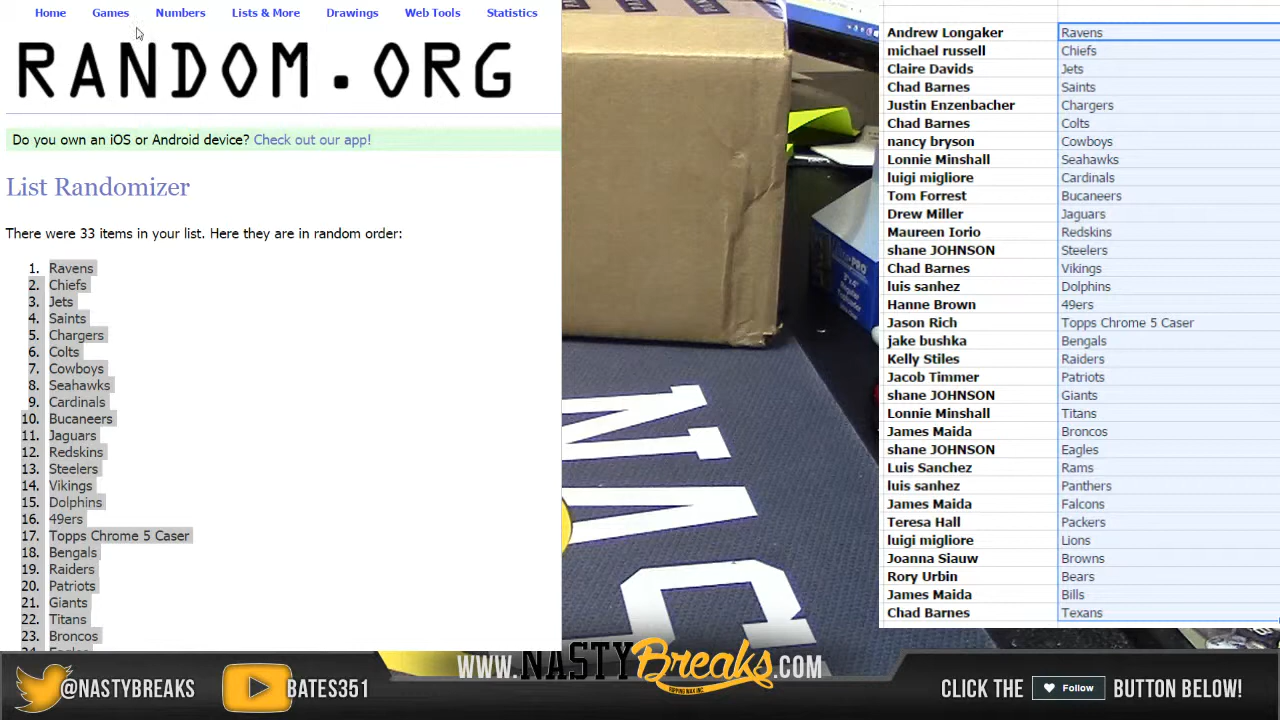 Home Games Numbers Lists & More Drawings Web Tools Statistics
RANDOM.ORG
Do you own an iOS or Android device? Check out our app!
List Randomizer
There were 33 items in your list. Here they are in random order:
1. Ravens
2. Chiefs
3. Jets
4. Saints
5. Chargers
6. Colts
7. Cowboys
8. Seahawks
9. Cardinals
10. Bucaneers
11. Jaguars
12. Redskins
13. Steelers
14. Vikings
15. Dolphins
16. 49ers
17. Topps Chrome 5 Caser
18. Bengals
19. Raiders
20. Patriots
21. Giants
22. Titans
23. Broncos
Andrew Longaker Ravens
michael russell Chiefs
Claire Davids Jets
Chad Barnes Saints
Justin Enzenbacher Chargers
Chad Barnes Colts
nancy bryson Cowboys
Lonnie Minshall Seahawks
luigi migliore Cardinals
Tom Forrest Bucaneers
Drew Miller Jaguars
Maureen Iorio Redskins
shane JOHNSON Steelers
Chad Barnes Vikings
luis sanhez Dolphins
Hanne Brown 49ers
Jason Rich Topps Chrome 5 Caser
jake bushka Bengals
Kelly Stiles Raiders
Jacob Timmer Patriots
shane JOHNSON Giants
Lonnie Minshall Titans
James Maida Broncos
shane JOHNSON Eagles
Luis Sanchez Rams
luis sanhez Panthers
James Maida Falcons
Teresa Hall Packers
luigi migliore Lions
Joanna Siauw Browns
Rory Urbin Bears
James Maida Bills
Chad Barnes Texans
@NASTYBREAKS
BATES351
WWW.NASTYBreaks.COM
RIPPING WAX INC.
CLICK THE Follow BUTTON BELOW!